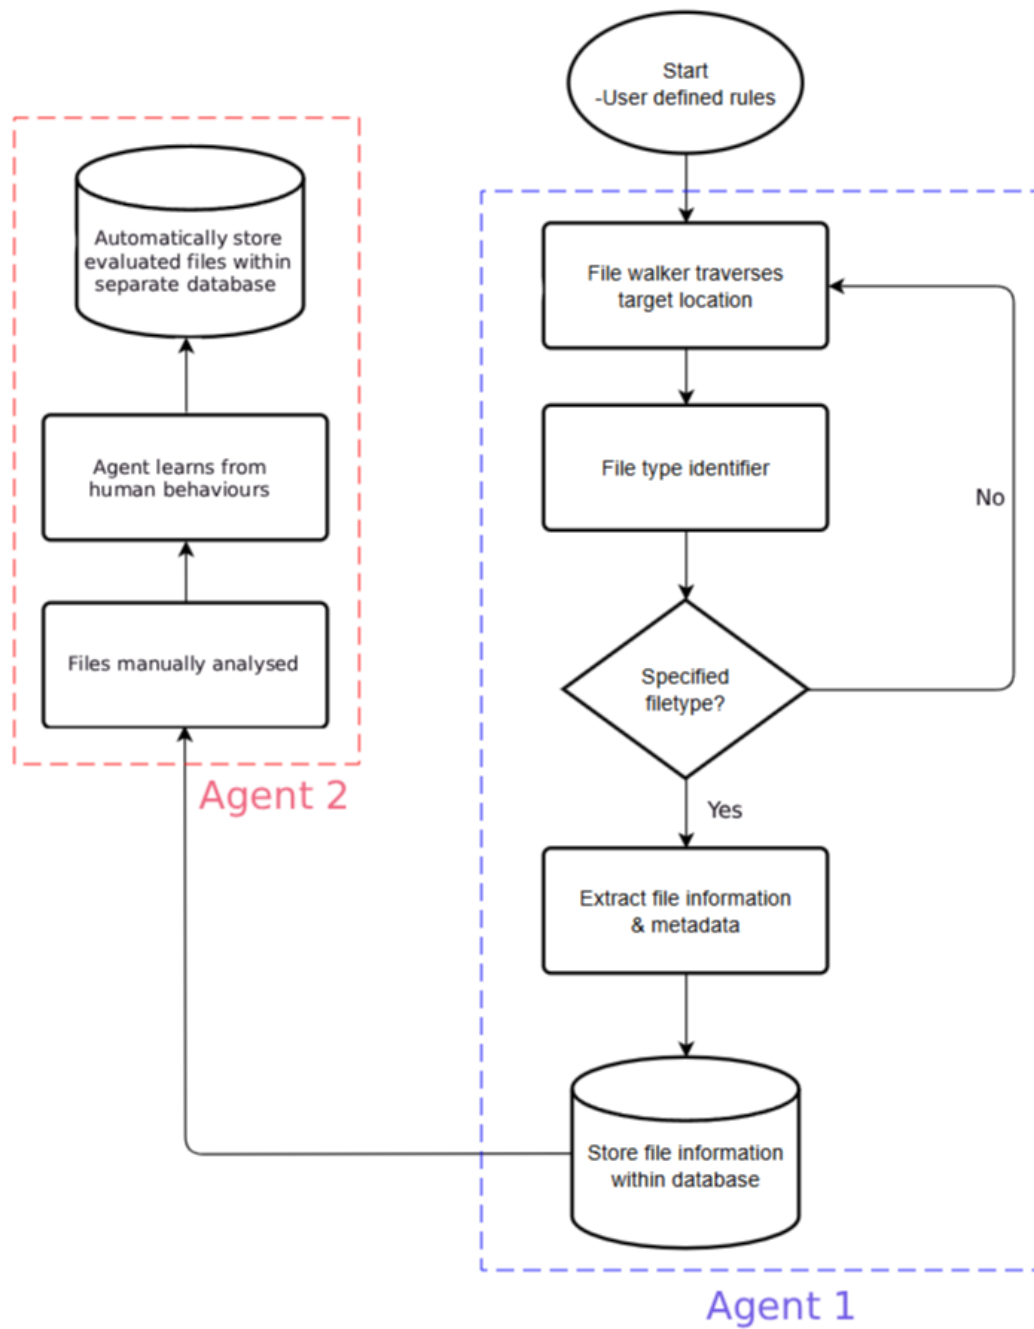 Start
-User defined rules
File walker traverses
target location
File type identifier
No
Specified
filetype?
Yes
Extract file information
& metadata
Store file information
within database
Agent 1
Automatically store
evaluated files within
separate database
Agent learns from
human behaviours
Files manually analysed
Agent 2